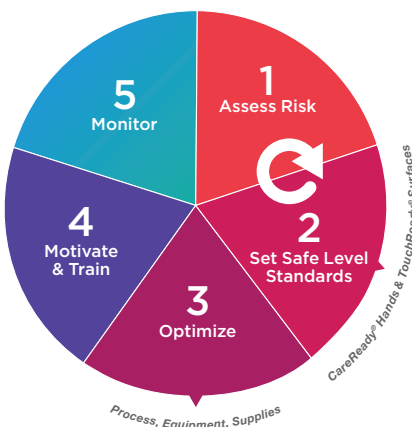 1
Assess Risk
2
Set Safe Level
Standards
CareReady® Hands & TouchReady® Surfaces
3
Optimize
Process, Equipment, Supplies
4
Motivate
& Train
5
Monitor